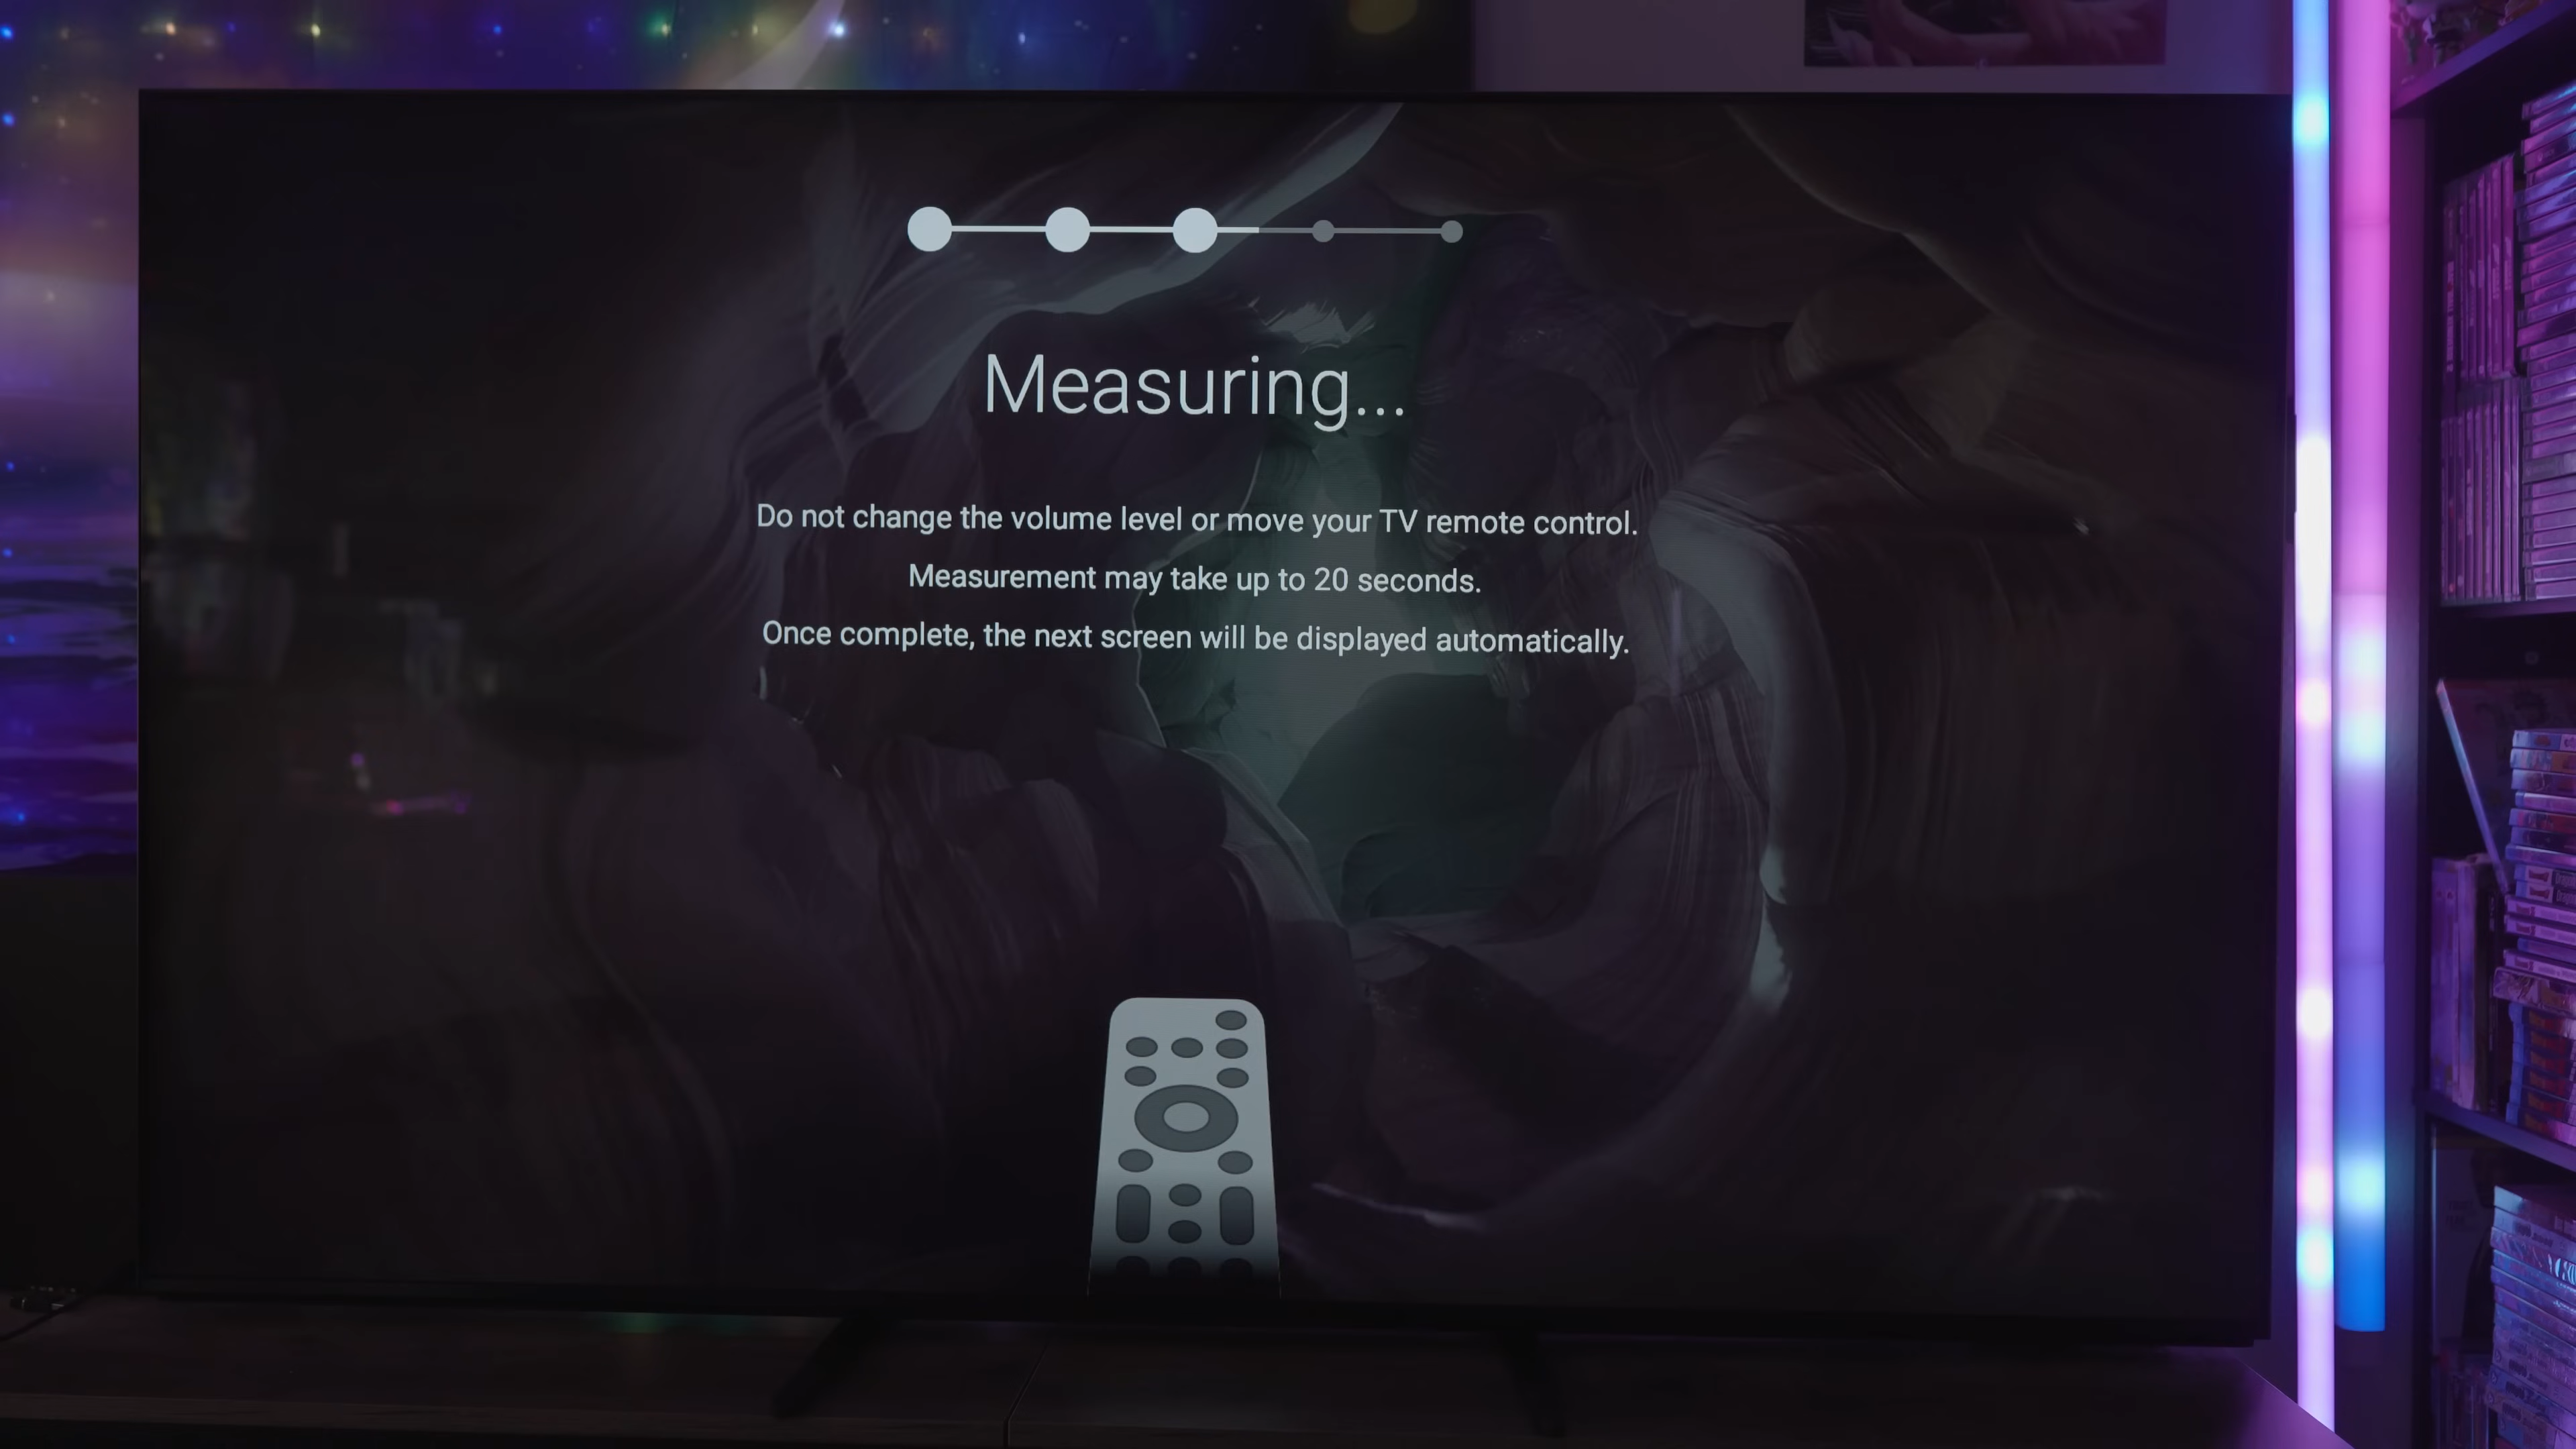 Measuring...
Do not change the volume level or move your TV remote control.
Measurement may take up to 20 seconds.
Once complete, the next screen will be displayed automatically.